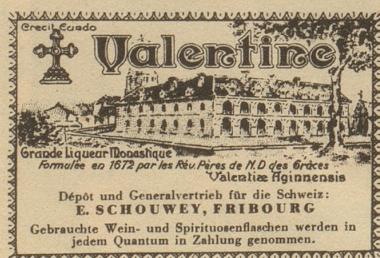 Crecit Eundo
Valentine
Grande Liqueur Monastique
Formulée en 1672 par les Rév. Pères de N.D des Grâces
Valentiæ Aginnensis
Dépôt und Generalvertrieb für die Schweiz:
E. SCHOUWEY, FRIBOURG
Gebrauchte Wein- und Spirituosenflaschen werden in
jedem Quantum in Zahlung genommen.